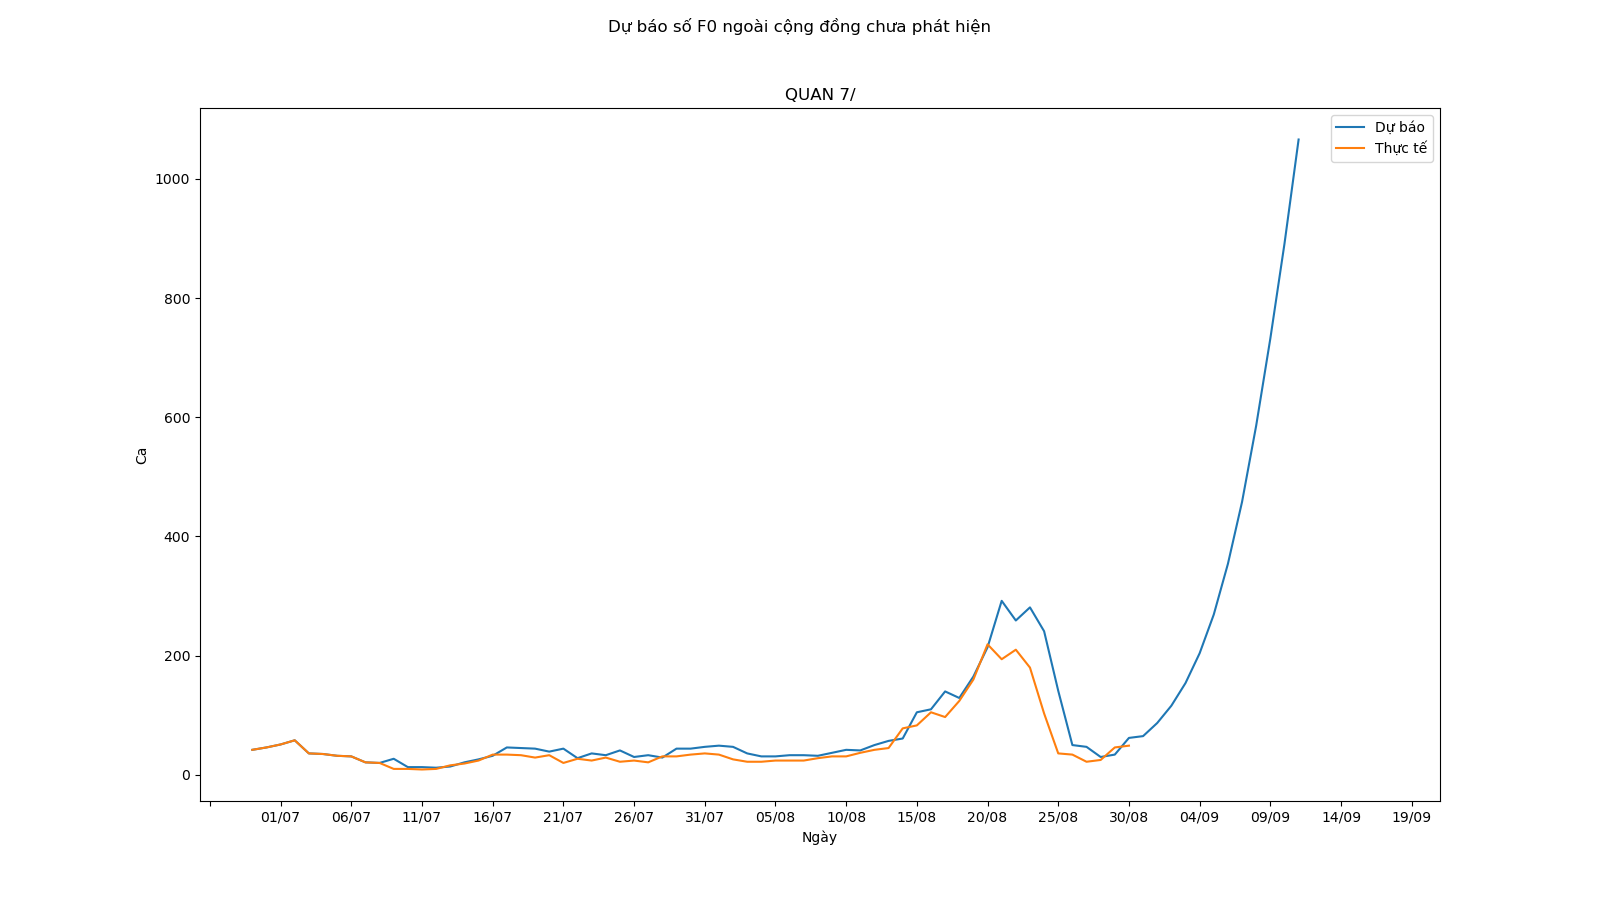 Dự báo số F0 ngoài cộng đồng chưa phát hiện
QUAN 7/
Dự báo
Thực tế
1000
800
600
400
200
0
Ca
01/07 06/07 11/07 16/07 21/07 26/07 31/07 05/08 10/08 15/08 20/08 25/08 30/08 04/09 09/09 14/09 19/09
Ngày